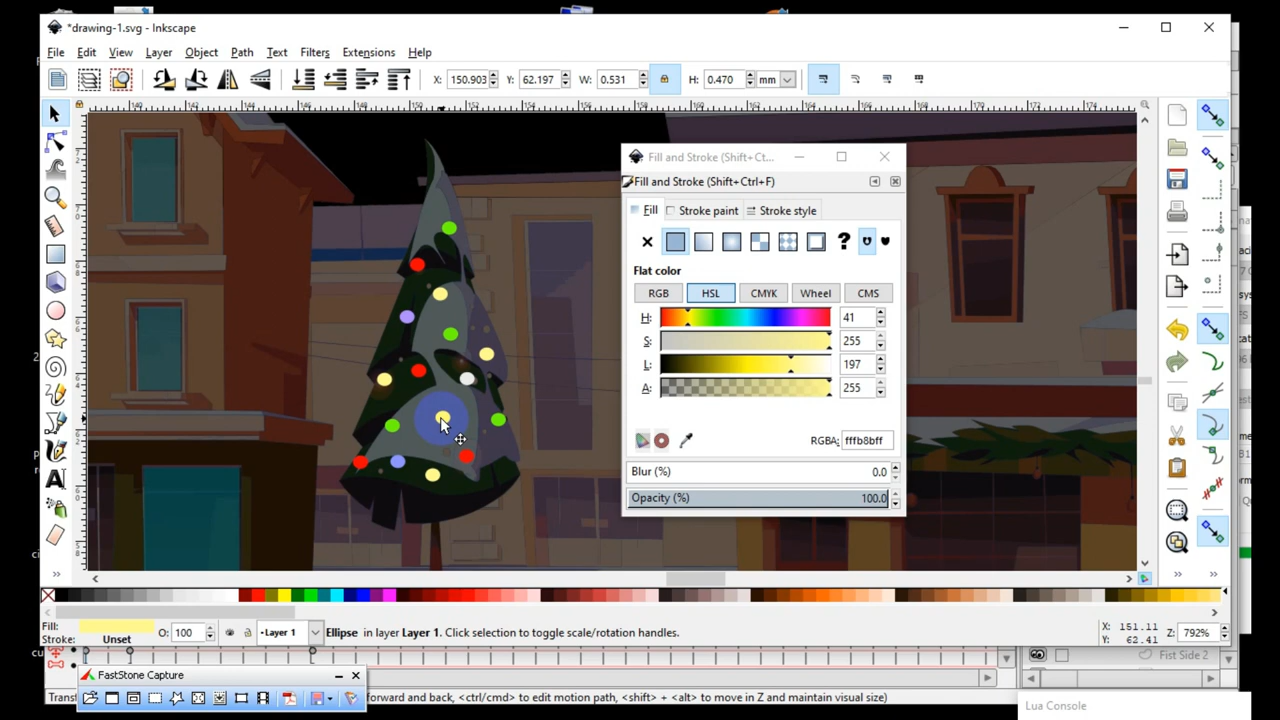 *drawing-1.svg - Inkscape
File Edit View Layer Object Path Text Filters Extensions Help
X: 150.903 Y: 62.197 W: 0.531 H: 0.470 mm
Fill and Stroke (Shift+Ct...
Fill and Stroke (Shift+Ctrl+F)
Fill Stroke paint Stroke style
?
Flat color
RGB HSL CMYK Wheel CMS
H: 41
S: 255
L: 197
A: 255
RGBA: fffb8bff
Blur (%) 0.0
Opacity (%) 100.0
Fill:
Stroke: Unset
O: 100
Layer 1
Ellipse in layer Layer 1. Click selection to toggle scale/rotation handles.
X: 151.11
Y: 62.41
Z: 792%
Fist Side 2
FastStone Capture
Transf forward and back, <ctrl/cmd> to edit motion path, <shift> + <alt> to move in Z and maintain visual size)
Lua Console